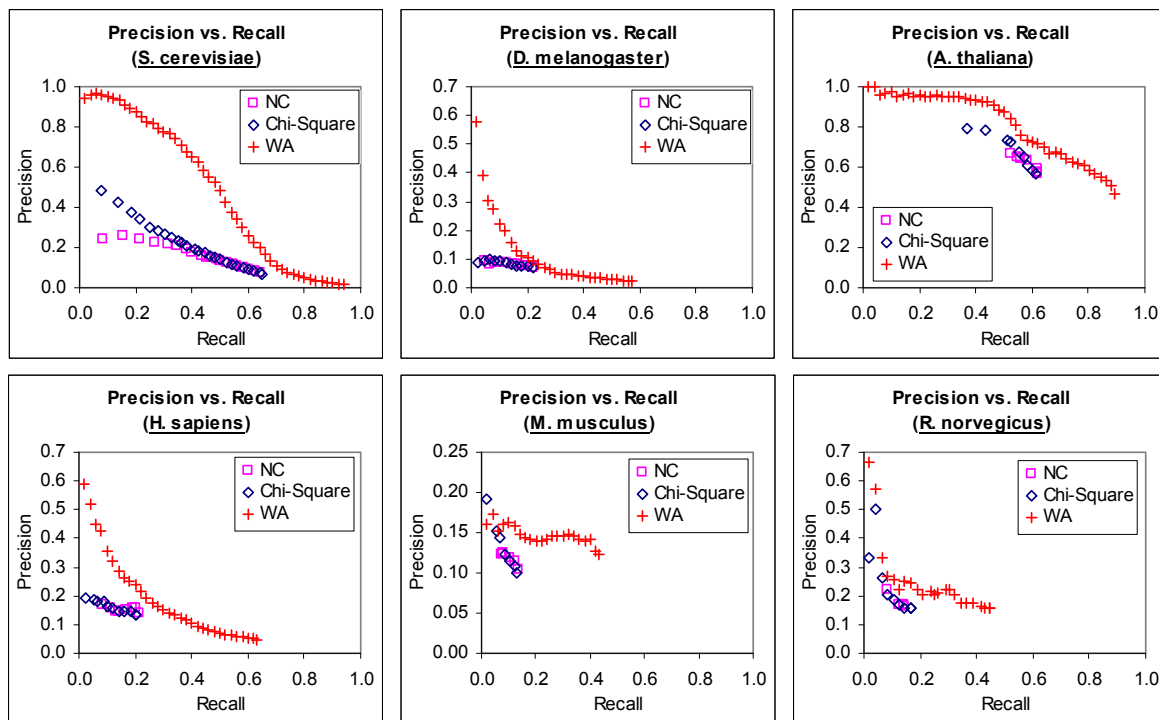 Precision vs. Recall
(S. cerevisiae)
1.0
0.8
0.6
0.4
0.2
0.0
Precision
NC
Chi-Square
WA
0.0 0.2 0.4 0.6 0.8 1.0
Recall
Precision vs. Recall
(D. melanogaster)
0.7
0.6
0.5
0.4
0.3
0.2
0.1
0.0
Precision
NC
Chi-Square
WA
0.0 0.2 0.4 0.6 0.8 1.0
Recall
Precision vs. Recall
(A. thaliana)
1.0
0.8
0.6
0.4
0.2
0.0
Precision
NC
Chi-Square
WA
0.0 0.2 0.4 0.6 0.8 1.0
Recall
Precision vs. Recall
(H. sapiens)
0.7
0.6
0.5
0.4
0.3
0.2
0.1
0.0
Precision
NC
Chi-Square
WA
0.0 0.2 0.4 0.6 0.8 1.0
Recall
Precision vs. Recall
(M. musculus)
0.25
0.20
0.15
0.10
0.05
0.00
Precision
NC
Chi-Square
WA
0.0 0.2 0.4 0.6 0.8 1.0
Recall
Precision vs. Recall
(R. norvegicus)
0.7
0.6
0.5
0.4
0.3
0.2
0.1
0.0
Precision
NC
Chi-Square
WA
0.0 0.2 0.4 0.6 0.8 1.0
Recall